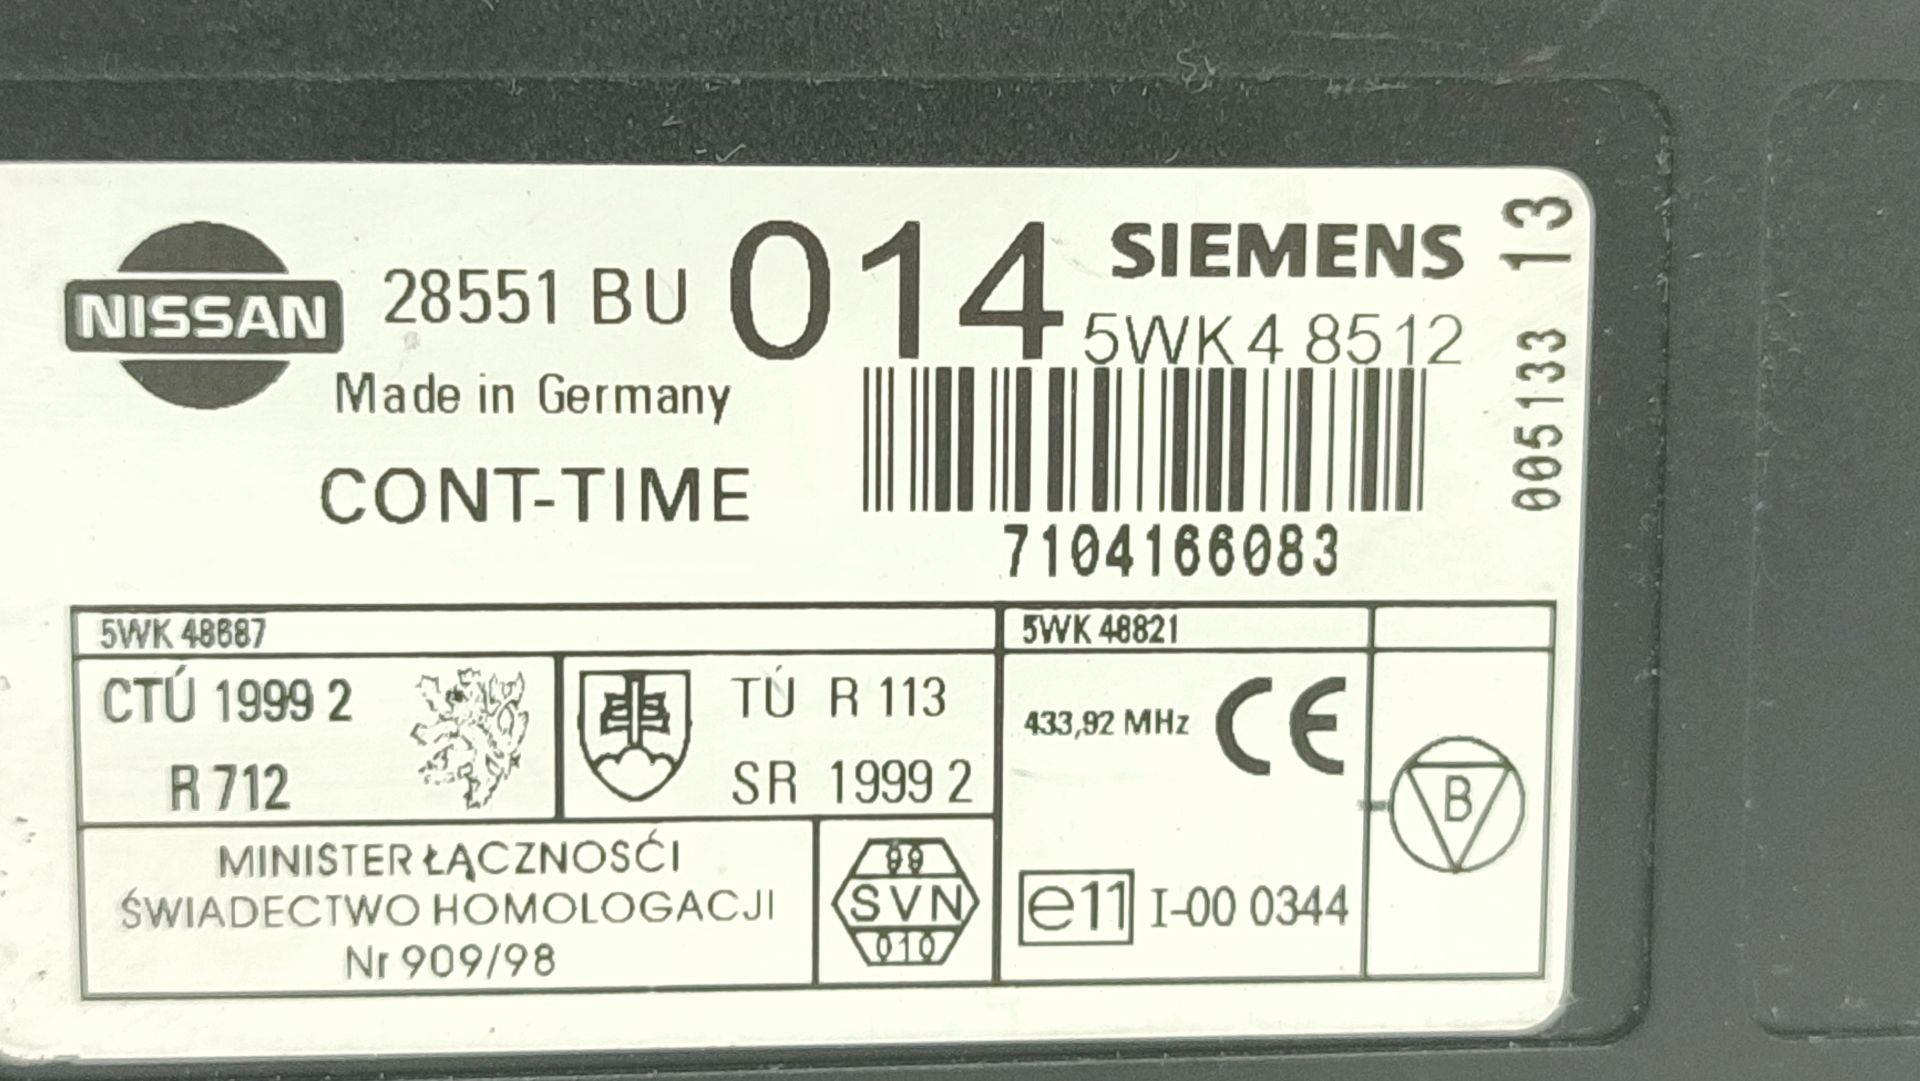 NISSAN
28551 BU 014
SIEMENS
5WK4 8512
Made in Germany
CONT-TIME
7104166083
005133 13
5WK 48687
5WK 48821
CTÚ 1999 2
R 712
TÚ R 113
SR 1999 2
433,92 MHz
CE
B
MINISTER ŁĄCZNOSĆI
ŚWIADECTWO HOMOLOGACJI
Nr 909/98
99
SVN
010
e11 I-00 0344